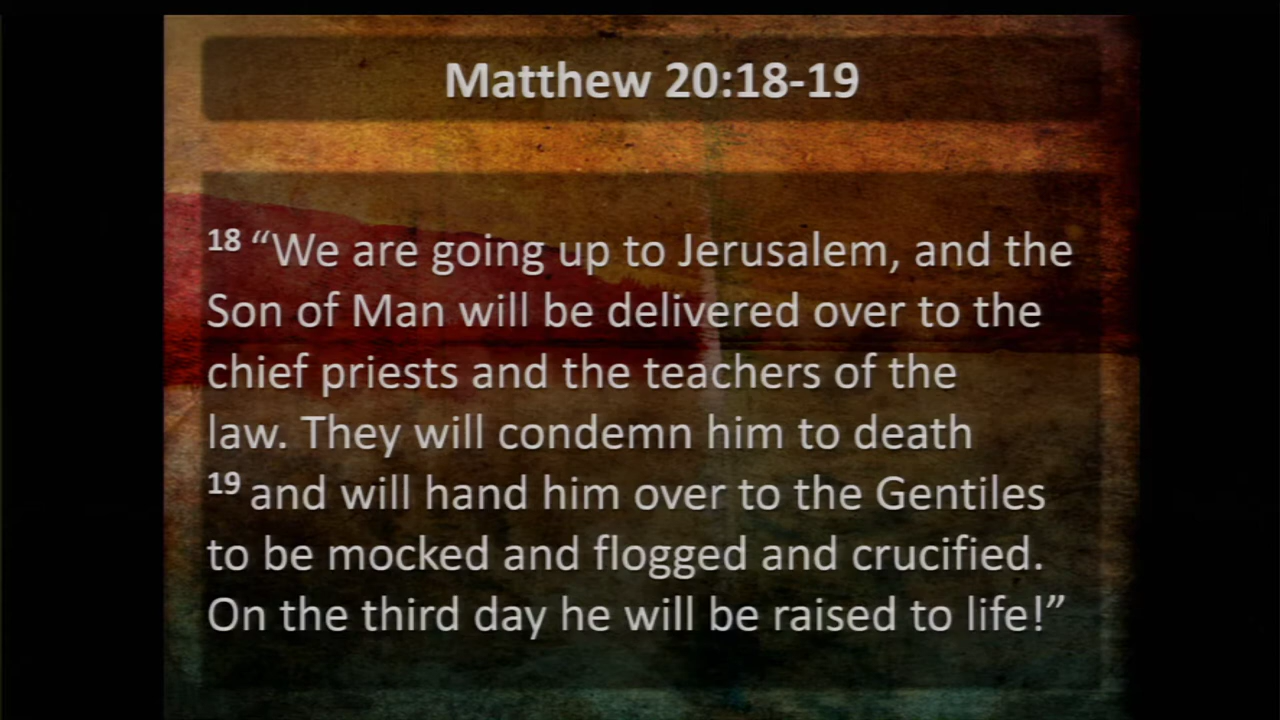 Matthew 20:18-19
18 “We are going up to Jerusalem, and the
Son of Man will be delivered over to the
chief priests and the teachers of the
law. They will condemn him to death
19 and will hand him over to the Gentiles
to be mocked and flogged and crucified.
On the third day he will be raised to life!”